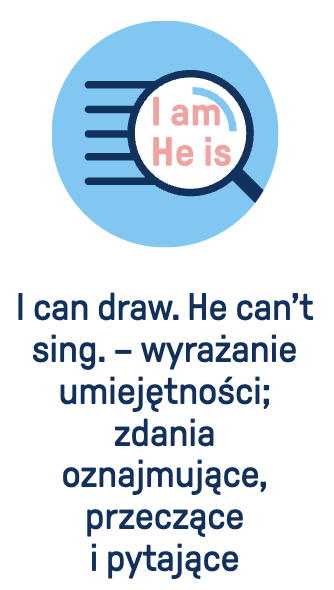 I am
He is
I can draw. He can't
sing. – wyrażanie
umiejętności;
zdania
oznajmujące,
przeczące
i pytające